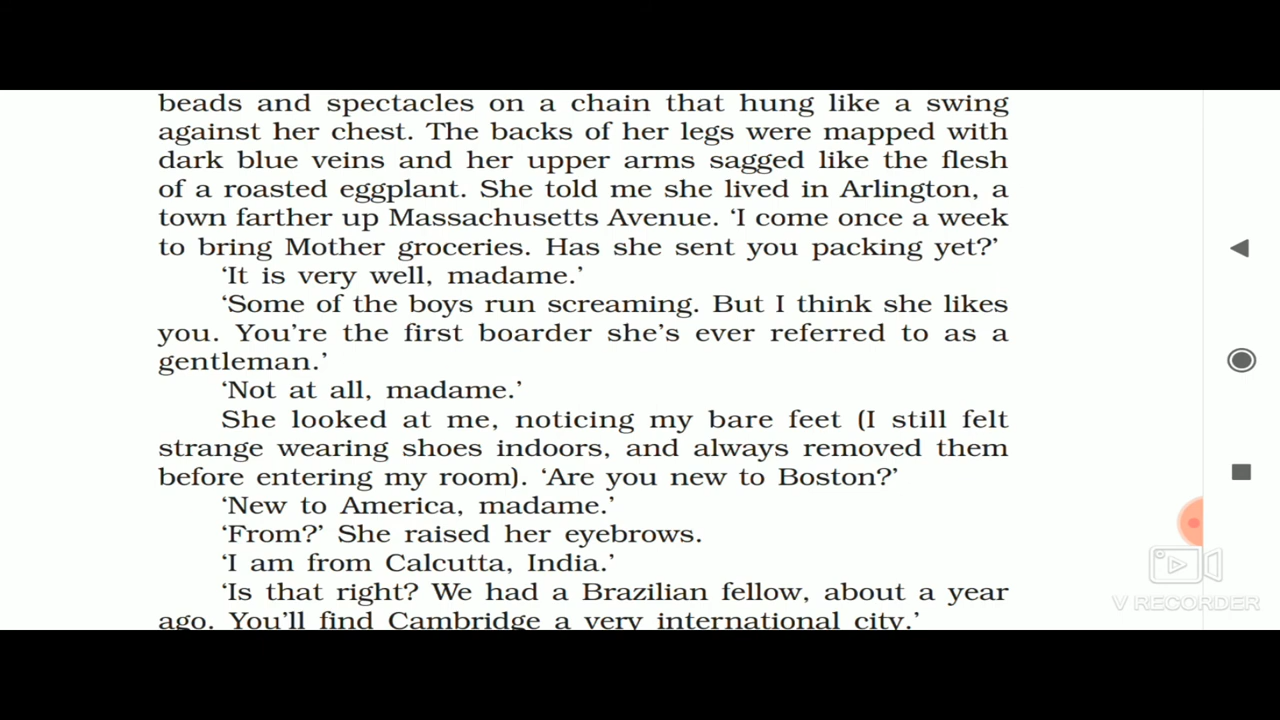 beads and spectacles on a chain that hung like a swing
against her chest. The backs of her legs were mapped with
dark blue veins and her upper arms sagged like the flesh
of a roasted eggplant. She told me she lived in Arlington, a
town farther up Massachusetts Avenue. ‘I come once a week
to bring Mother groceries. Has she sent you packing yet?’
‘It is very well, madame.’
‘Some of the boys run screaming. But I think she likes
you. You’re the first boarder she’s ever referred to as a
gentleman.’
‘Not at all, madame.’
She looked at me, noticing my bare feet (I still felt
strange wearing shoes indoors, and always removed them
before entering my room). ‘Are you new to Boston?’
‘New to America, madame.’
‘From?’ She raised her eyebrows.
‘I am from Calcutta, India.’
‘Is that right? We had a Brazilian fellow, about a year
ago. You’ll find Cambridge a very international city.’
V RECORDER